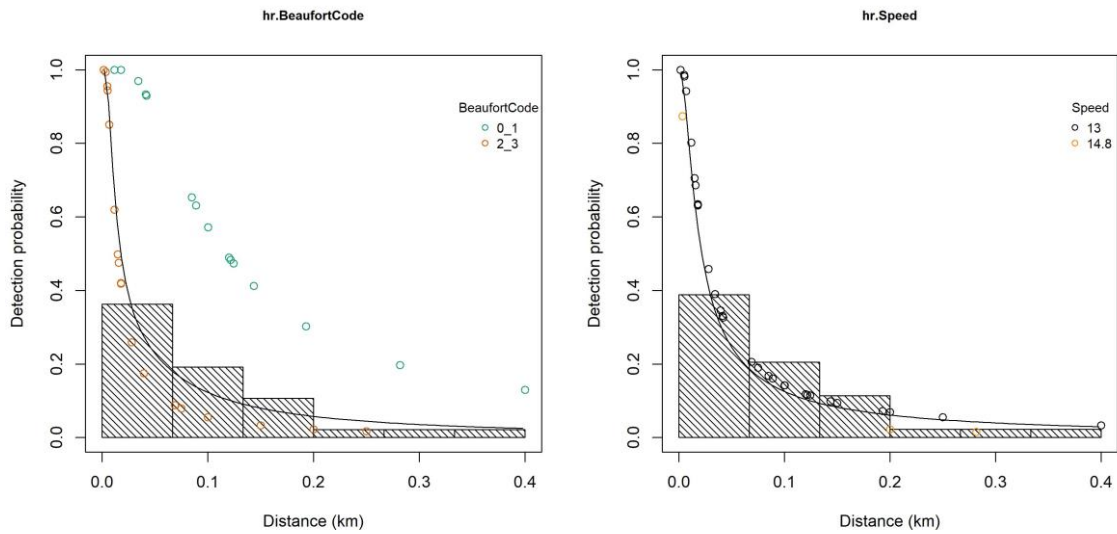 hr.BeaufortCode
Detection probability
1.0
0.8
0.6
0.4
0.2
0.0
BeaufortCode
0_1
2_3
0.0 0.1 0.2 0.3 0.4
Distance (km)
hr.Speed
Detection probability
1.0
0.8
0.6
0.4
0.2
0.0
Speed
13
14.8
0.0 0.1 0.2 0.3 0.4
Distance (km)